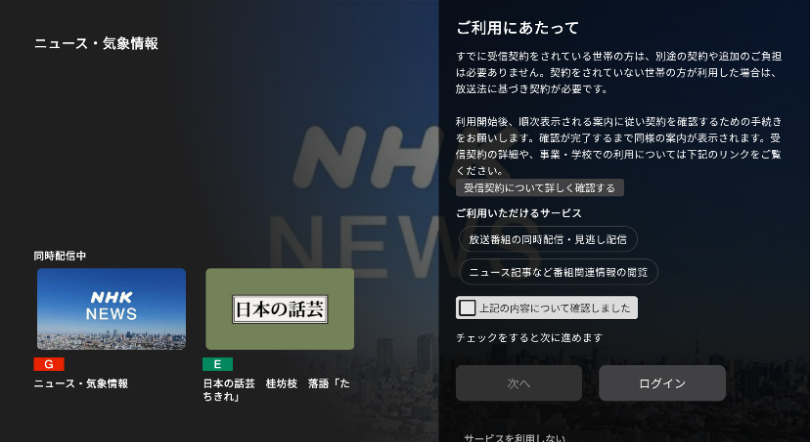 ニュース・気象情報
NHK
NEWS
同時配信中
NHK
NEWS
G
ニュース・気象情報
日本の話芸
E
日本の話芸 桂坊枝 落語「た
ちきれ」
ご利用にあたって
すでに受信契約をされている世帯の方は、別途の契約や追加のご負担
は必要ありません。契約をされていない世帯の方が利用した場合は、
放送法に基づき契約が必要です。
利用開始後、順次表示される案内に従い契約を確認するための手続き
をお願いします。確認が完了するまで同様の案内が表示されます。受
信契約の詳細や、事業・学校での利用については下記のリンクをご覧
ください。
受信契約について詳しく確認する
ご利用いただけるサービス
放送番組の同時配信・見逃し配信
ニュース記事など番組関連情報の閲覧
上記の内容について確認しました
チェックをすると次に進めます
次へ
ログイン
サービスを利用しない